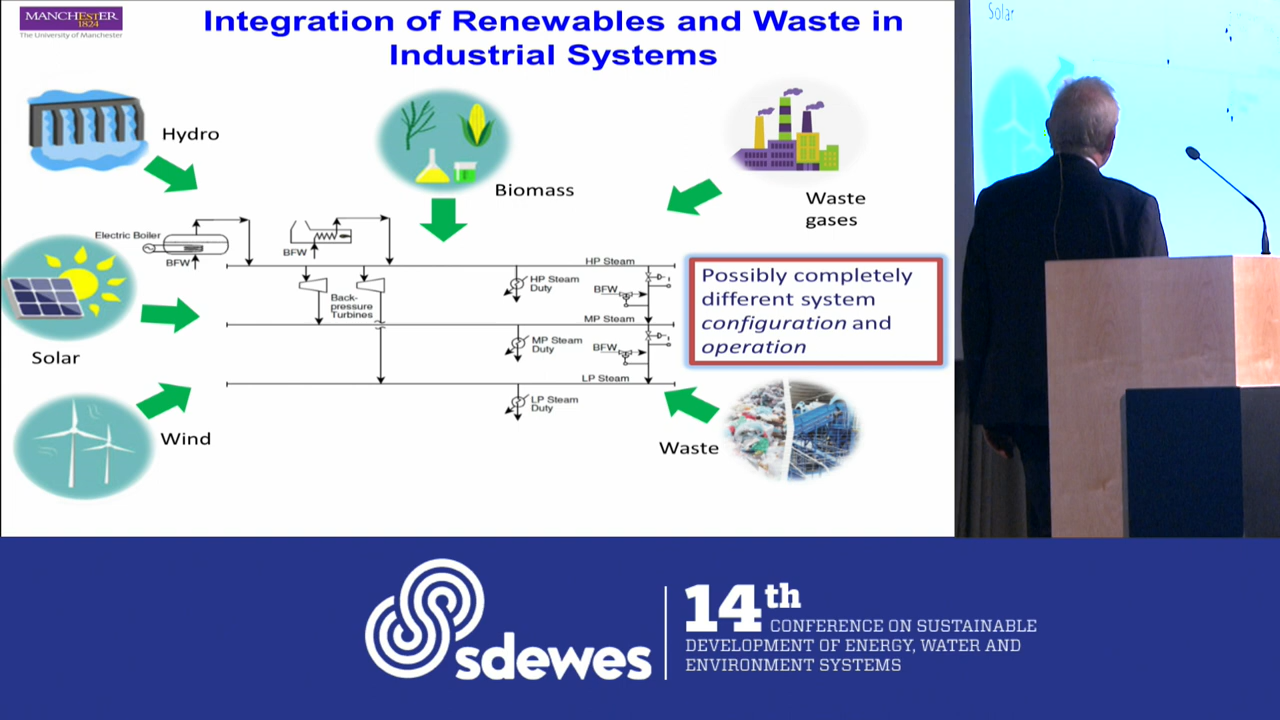 MANCHESTER
1824
The University of Manchester
Integration of Renewables and Waste in
Industrial Systems
Solar
Hydro
Biomass
Waste
gases
Electric Boiler
BFW
BFW
HP Steam
HP Steam
Duty
BFW
Back-
pressure
Turbines
MP Steam
MP Steam
Duty
BFW
LP Steam
LP Steam
Duty
Possibly completely
different system
configuration and
operation
Solar
Wind
Waste
sdewes
14th
CONFERENCE ON SUSTAINABLE
DEVELOPMENT OF ENERGY, WATER AND
ENVIRONMENT SYSTEMS